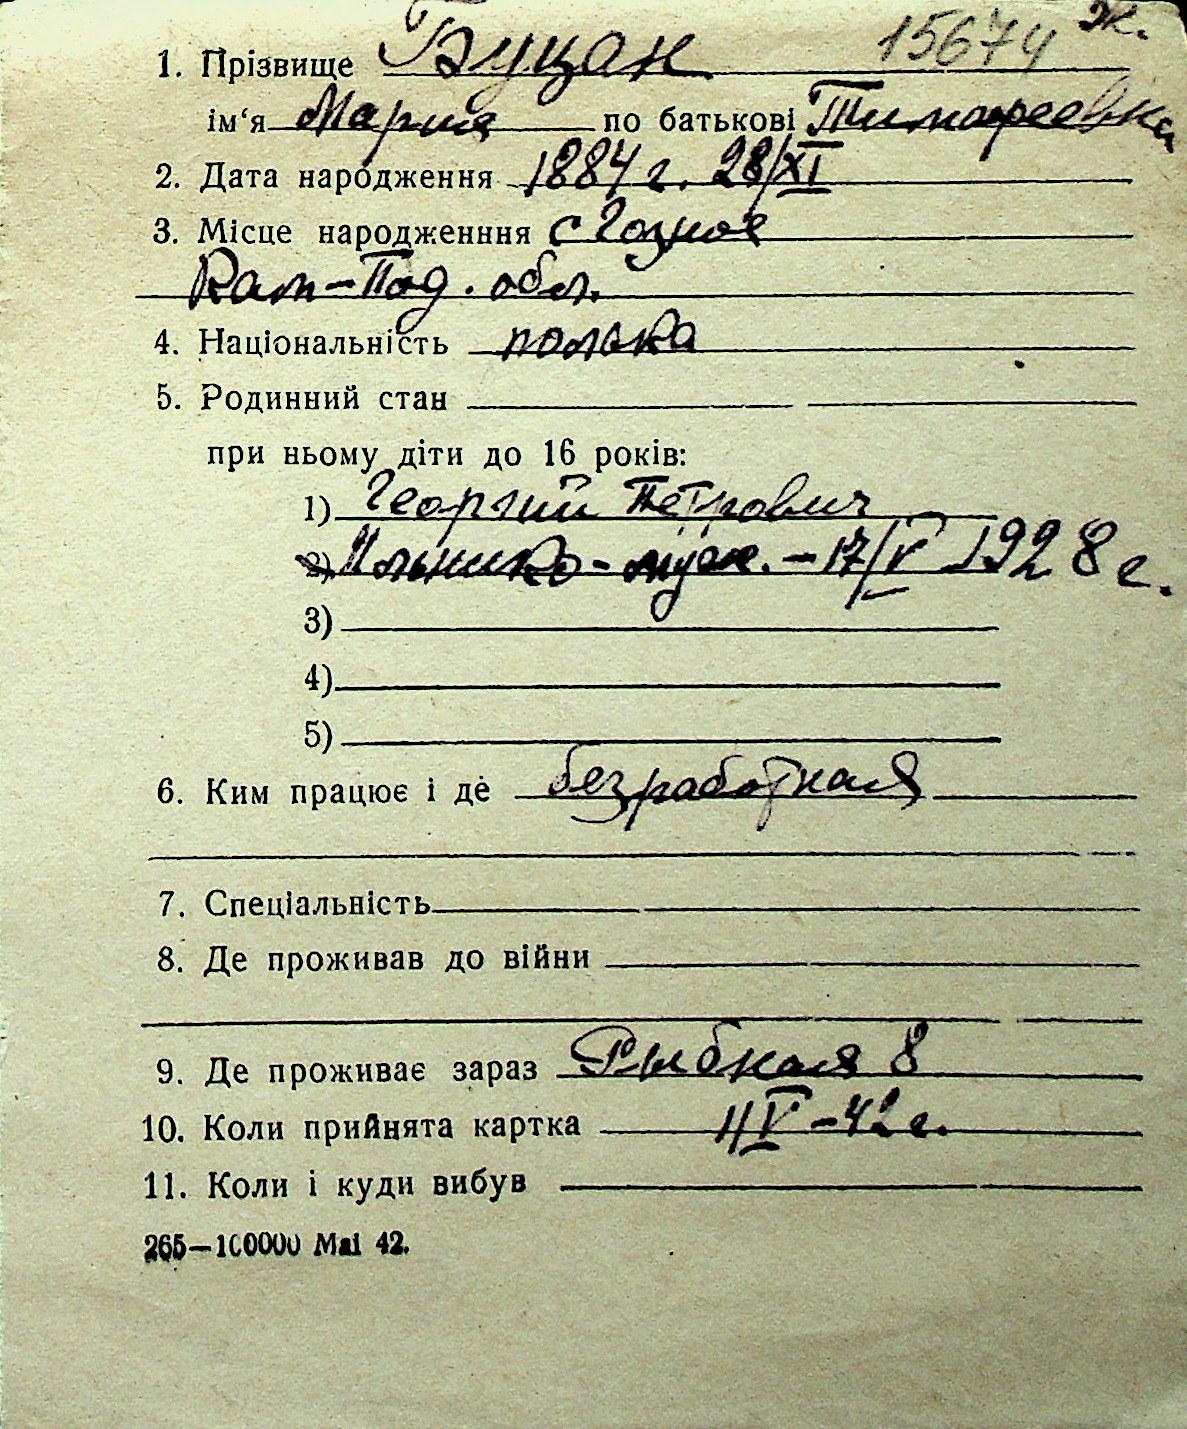 15674 ж.
1. Прізвище Буцан
ім‘я Мария по батькові Тимофеевна
2. Дата народження 1884 г. 28/XI
3. Місце народженння с
Кам-Под. обл.
4. Національність полька
5. Родинний стан
при ньому діти до 16 років:
1) Георгий Петрович
2) - муж. - 17/V 1928 г.
3)
4)
5)
6. Ким працює і де безработная
7. Спеціальність
8. Де проживав до війни
9. Де проживає зараз Рыбная 8
10. Коли прийнята картка 11/V-42 г.
11. Коли і куди вибув
265—100000 Mai 42.